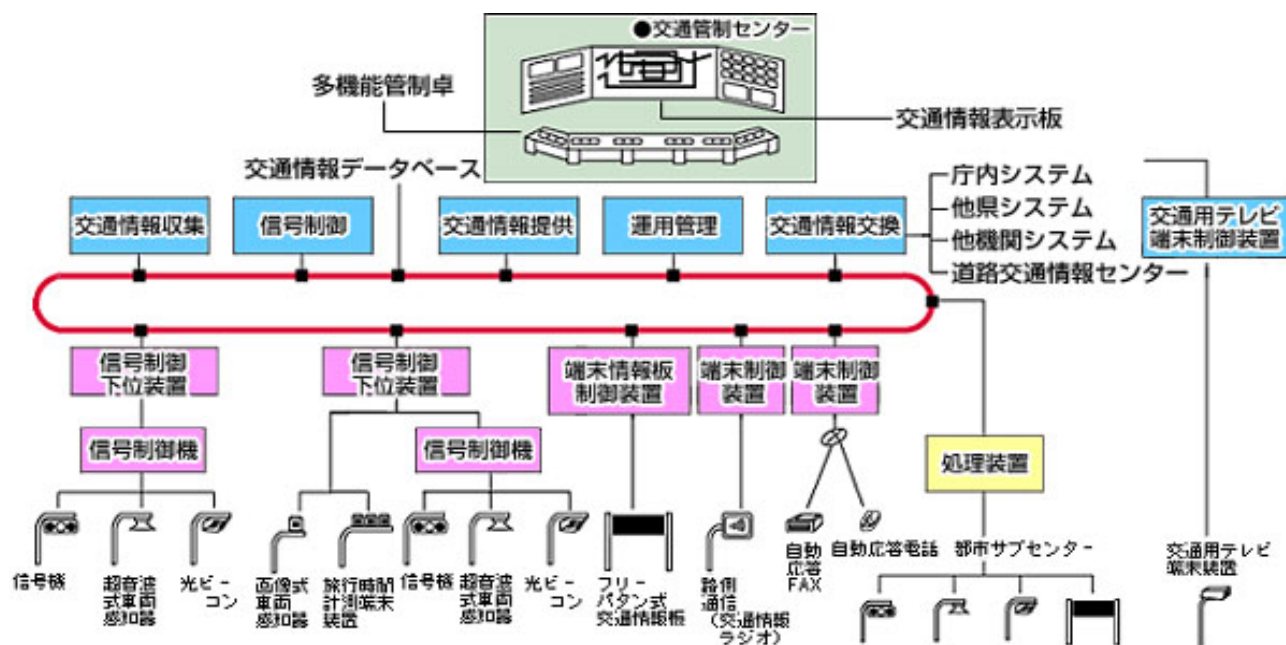 ●交通管制センター
多機能管制卓
交通情報表示板
交通情報データベース
庁内システム
他県システム
他機関システム
道路交通情報センター
交通情報収集
信号制御
交通情報提供
運用管理
交通情報交換
交通用テレビ
端末制御装置
信号制御
下位装置
信号制御
下位装置
端末情報板
制御装置
端末制御
装置
端末制御
装置
信号制御機
信号制御機
処理装置
信号機
超音波
式車両
感知器
光ビー
コン
画像式
車両
感知器
旅行時間
計測端末
装置
信号機
超音波
式車両
感知器
光ビー
コン
フリー
パタン式
交通情報板
路側
通信
(交通情報
ラジオ)
自動
応答
FAX
自動応答電話
都市サブセンター
交通用テレビ
端末装置